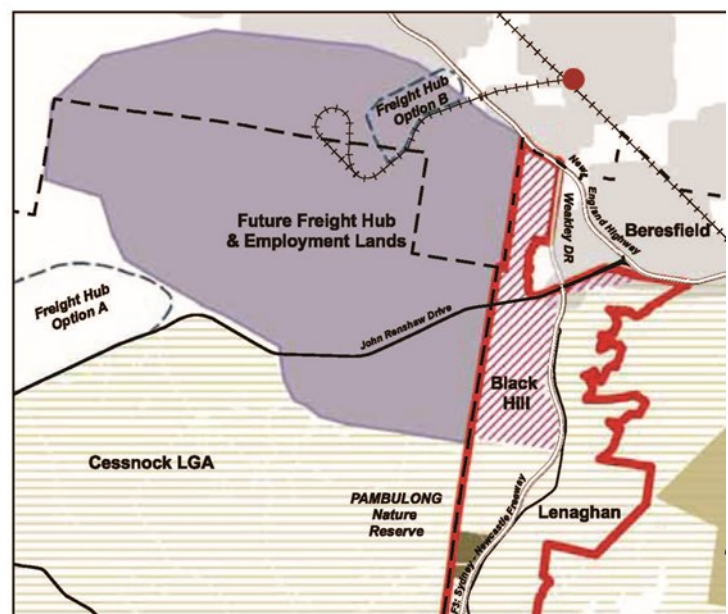 Freight Hub
Option B
New England Highway
Weakley DR
Beresfield
Future Freight Hub
& Employment Lands
Freight Hub
Option A
John Renshaw Drive
Black
Hill
Cessnock LGA
PAMBULONG
Nature
Reserve
Lenaghan
F3: Sydney - Newcastle Freeway